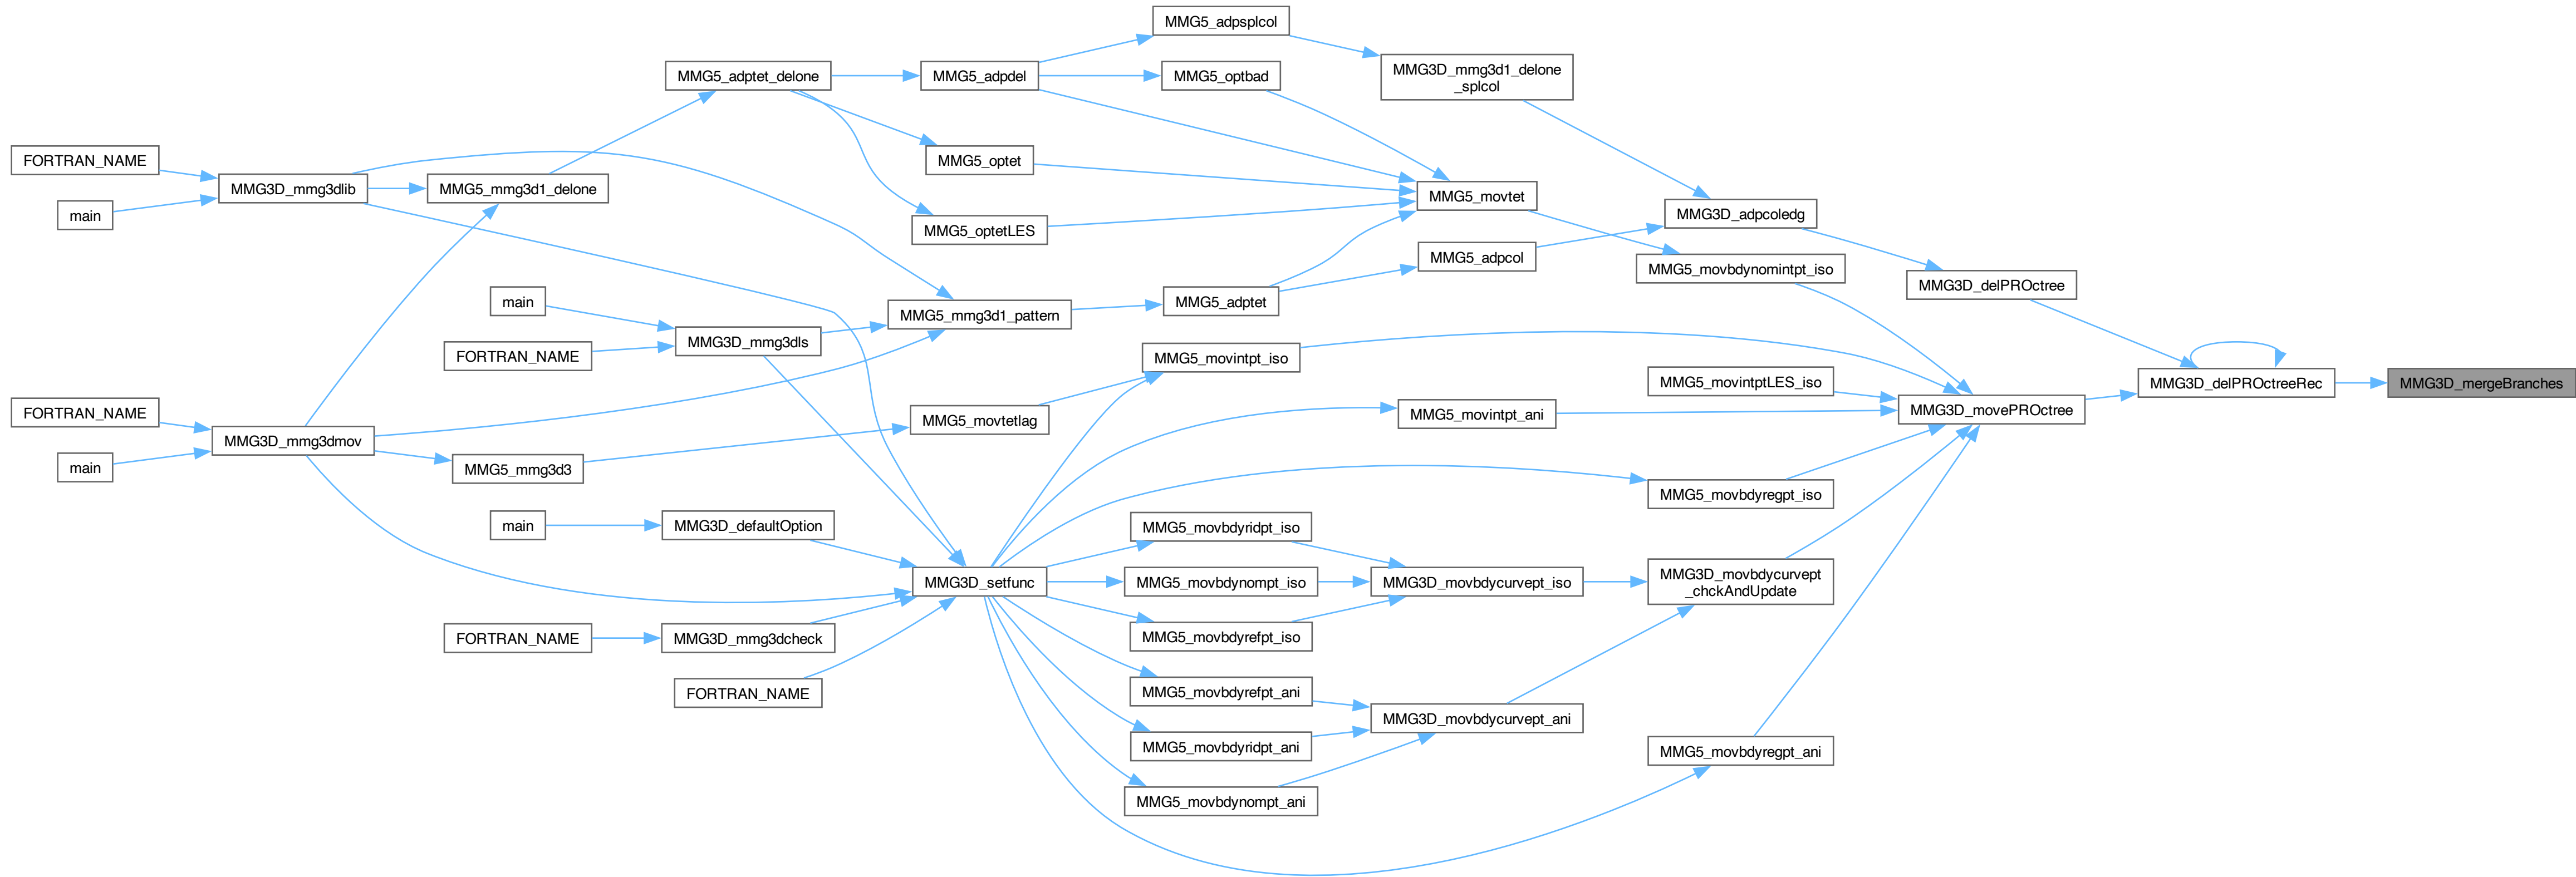 MMG5_adpsplcol
MMG5_adptet_delone
MMG5_adpdel
MMG5_optbad
MMG3D_mmg3d1_delone
_splcol
FORTRAN_NAME
MMG5_optet
MMG3D_mmg3dlib
MMG5_mmg3d1_delone
MMG5_movtet
main
MMG5_optetLES
MMG3D_adpcoledg
MMG5_adpcol
MMG5_movbdynomintpt_iso
MMG3D_delPROctree
main
MMG5_mmg3d1_pattern
MMG5_adptet
MMG3D_mmg3dls
FORTRAN_NAME
MMG5_movintpt_iso
MMG5_movintptLES_iso
MMG3D_delPROctreeRec
MMG3D_mergeBranches
FORTRAN_NAME
MMG5_movtetlag
MMG5_movintpt_ani
MMG3D_movePROctree
MMG3D_mmg3dmov
main
MMG5_mmg3d3
MMG5_movbdyregpt_iso
main
MMG3D_defaultOption
MMG5_movbdyridpt_iso
MMG3D_setfunc
MMG5_movbdynompt_iso
MMG3D_movbdycurvept_iso
MMG3D_movbdycurvept
_chckAndUpdate
FORTRAN_NAME
MMG3D_mmg3dcheck
MMG5_movbdyrefpt_iso
FORTRAN_NAME
MMG5_movbdyrefpt_ani
MMG3D_movbdycurvept_ani
MMG5_movbdyridpt_ani
MMG5_movbdyregpt_ani
MMG5_movbdynompt_ani